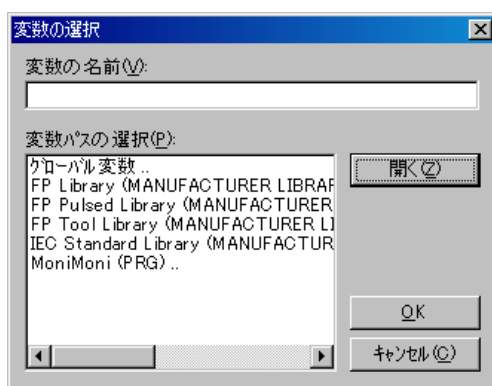 変数の選択
変数の名前(V):
変数パスの選択(P):
グローバル変数 ..
FP Library (MANUFACTURER LIBRAF
FP Pulsed Library (MANUFACTURER
FP Tool Library (MANUFACTURER LI
IEC Standard Library (MANUFACTUR
MoniMoni (PRG) ..
開く(Z)
OK
キャンセル(C)